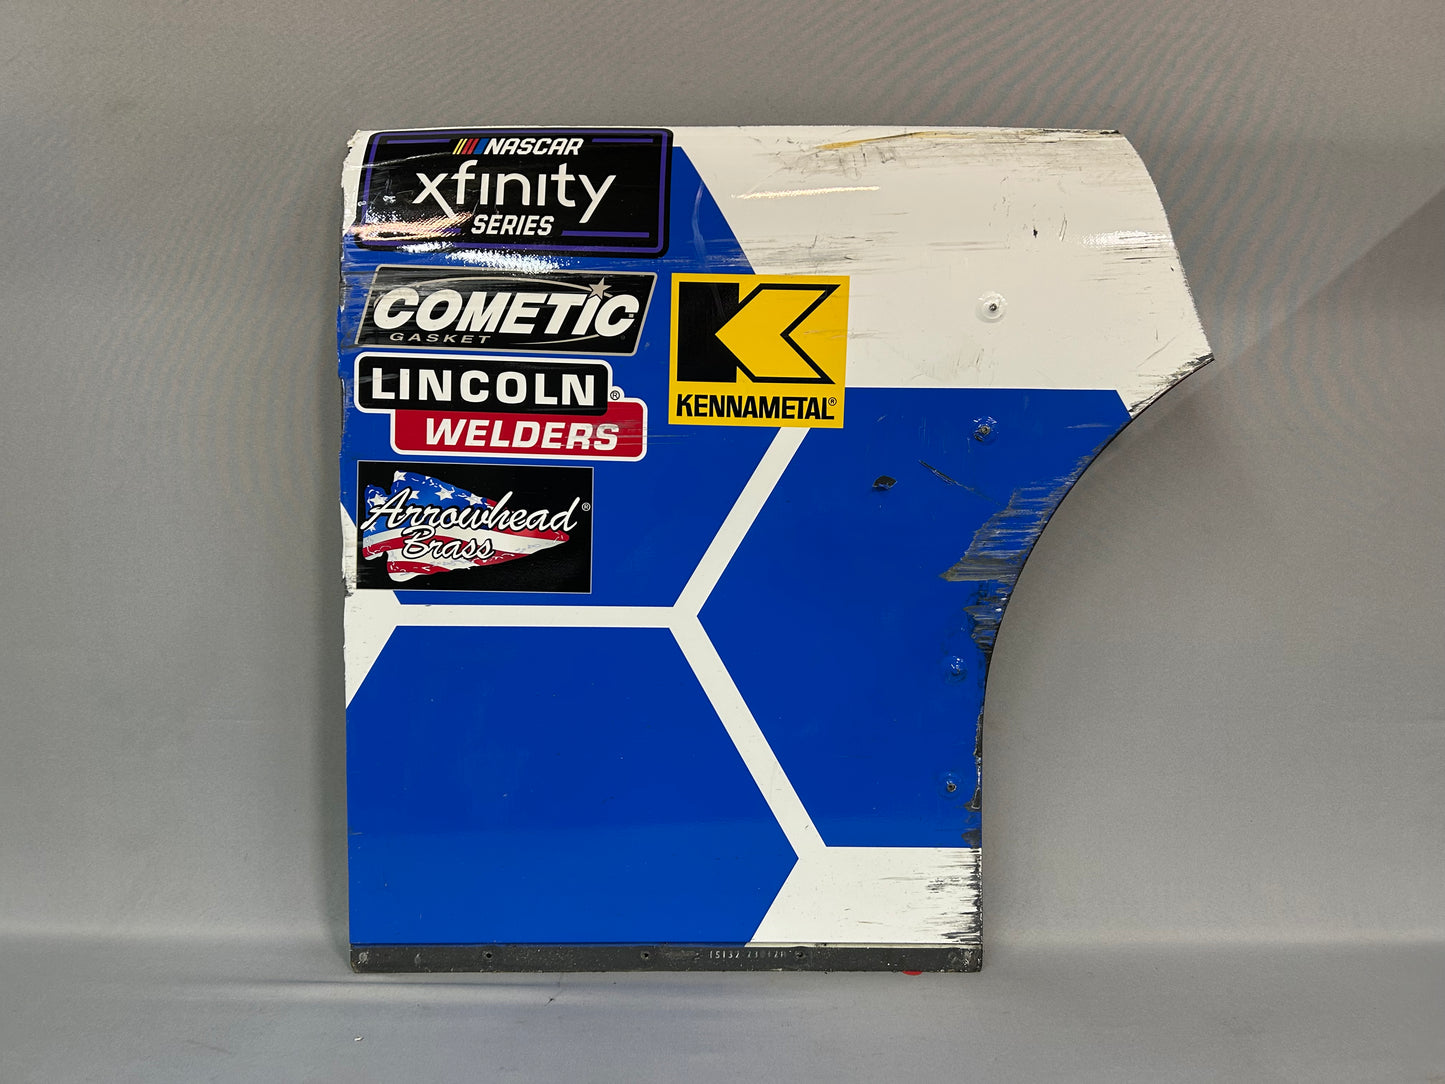 NASCAR
xfinity
SERIES
COMETIC
GASKET
LINCOLN®
WELDERS
KENNAMETAL®
Arrowhead®
Brass